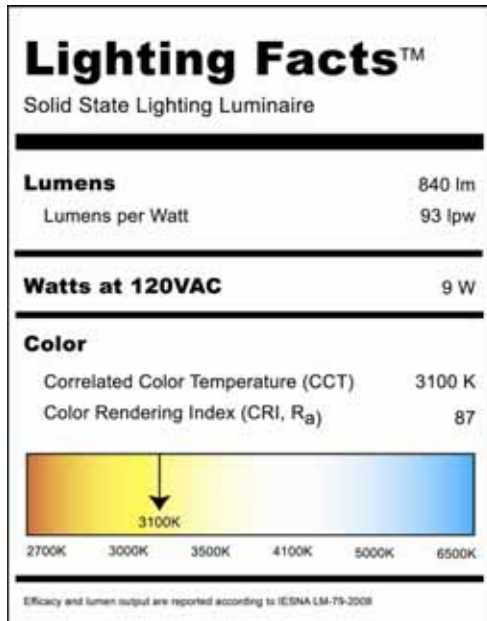 Lighting Facts™
Solid State Lighting Luminaire
Lumens 840 lm
Lumens per Watt 93 lpw
Watts at 120VAC 9 W
Color
Correlated Color Temperature (CCT) 3100 K
Color Rendering Index (CRI, Ra) 87
3100K
2700K 3000K 3500K 4100K 5000K 6500K
Efficacy and lumen output are reported according to IESNA LM-79-2008